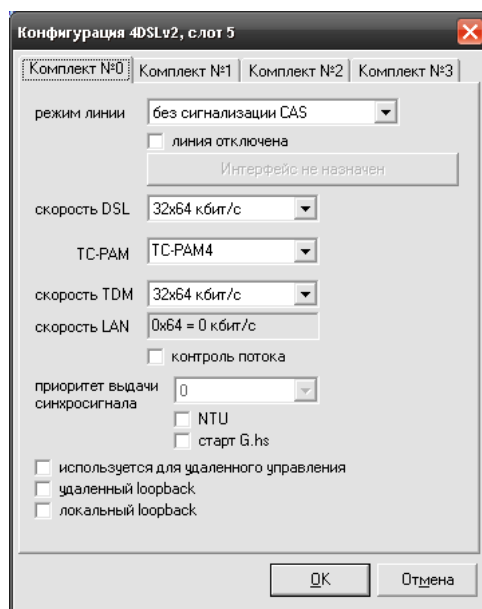 Конфигурация 4DSLv2, слот 5
Комплект №0 Комплект №1 Комплект №2 Комплект №3
режим линии без сигнализации CAS
линия отключена
Интерфейс не назначен
скорость DSL 32x64 кбит/с
TC-PAM TC-PAM4
скорость TDM 32x64 кбит/с
скорость LAN 0x64 = 0 кбит/с
контроль потока
приоритет выдачи 0
синхросигнала
NTU
старт G.hs
используется для удаленного управления
удаленный loopback
локальный loopback
OK Отмена